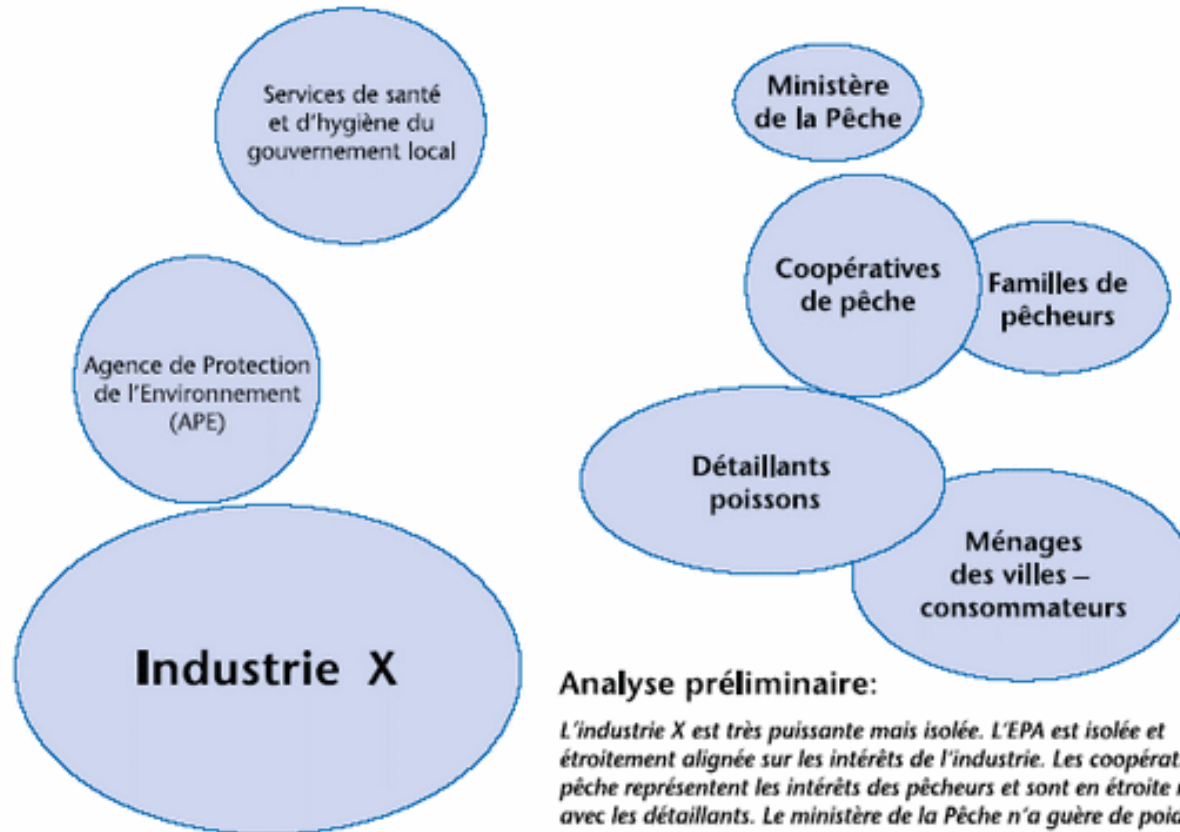 Services de santé
et d'hygiène du
gouvernement local
Ministère
de la Pêche
Coopératives
de pêche
Familles de
pêcheurs
Agence de Protection
de l'Environnement
(APE)
Détaillants
poissons
Ménages
des villes –
consommateurs
Industrie X
Analyse préliminaire:
L'industrie X est très puissante mais isolée. L'EPA est isolée et
étroitement alignée sur les intérêts de l'industrie. Les
pêche représentent les intérêts des pêcheurs et sont en étroite
avec les détaillants. Le ministère de la Pêche n'a guère de